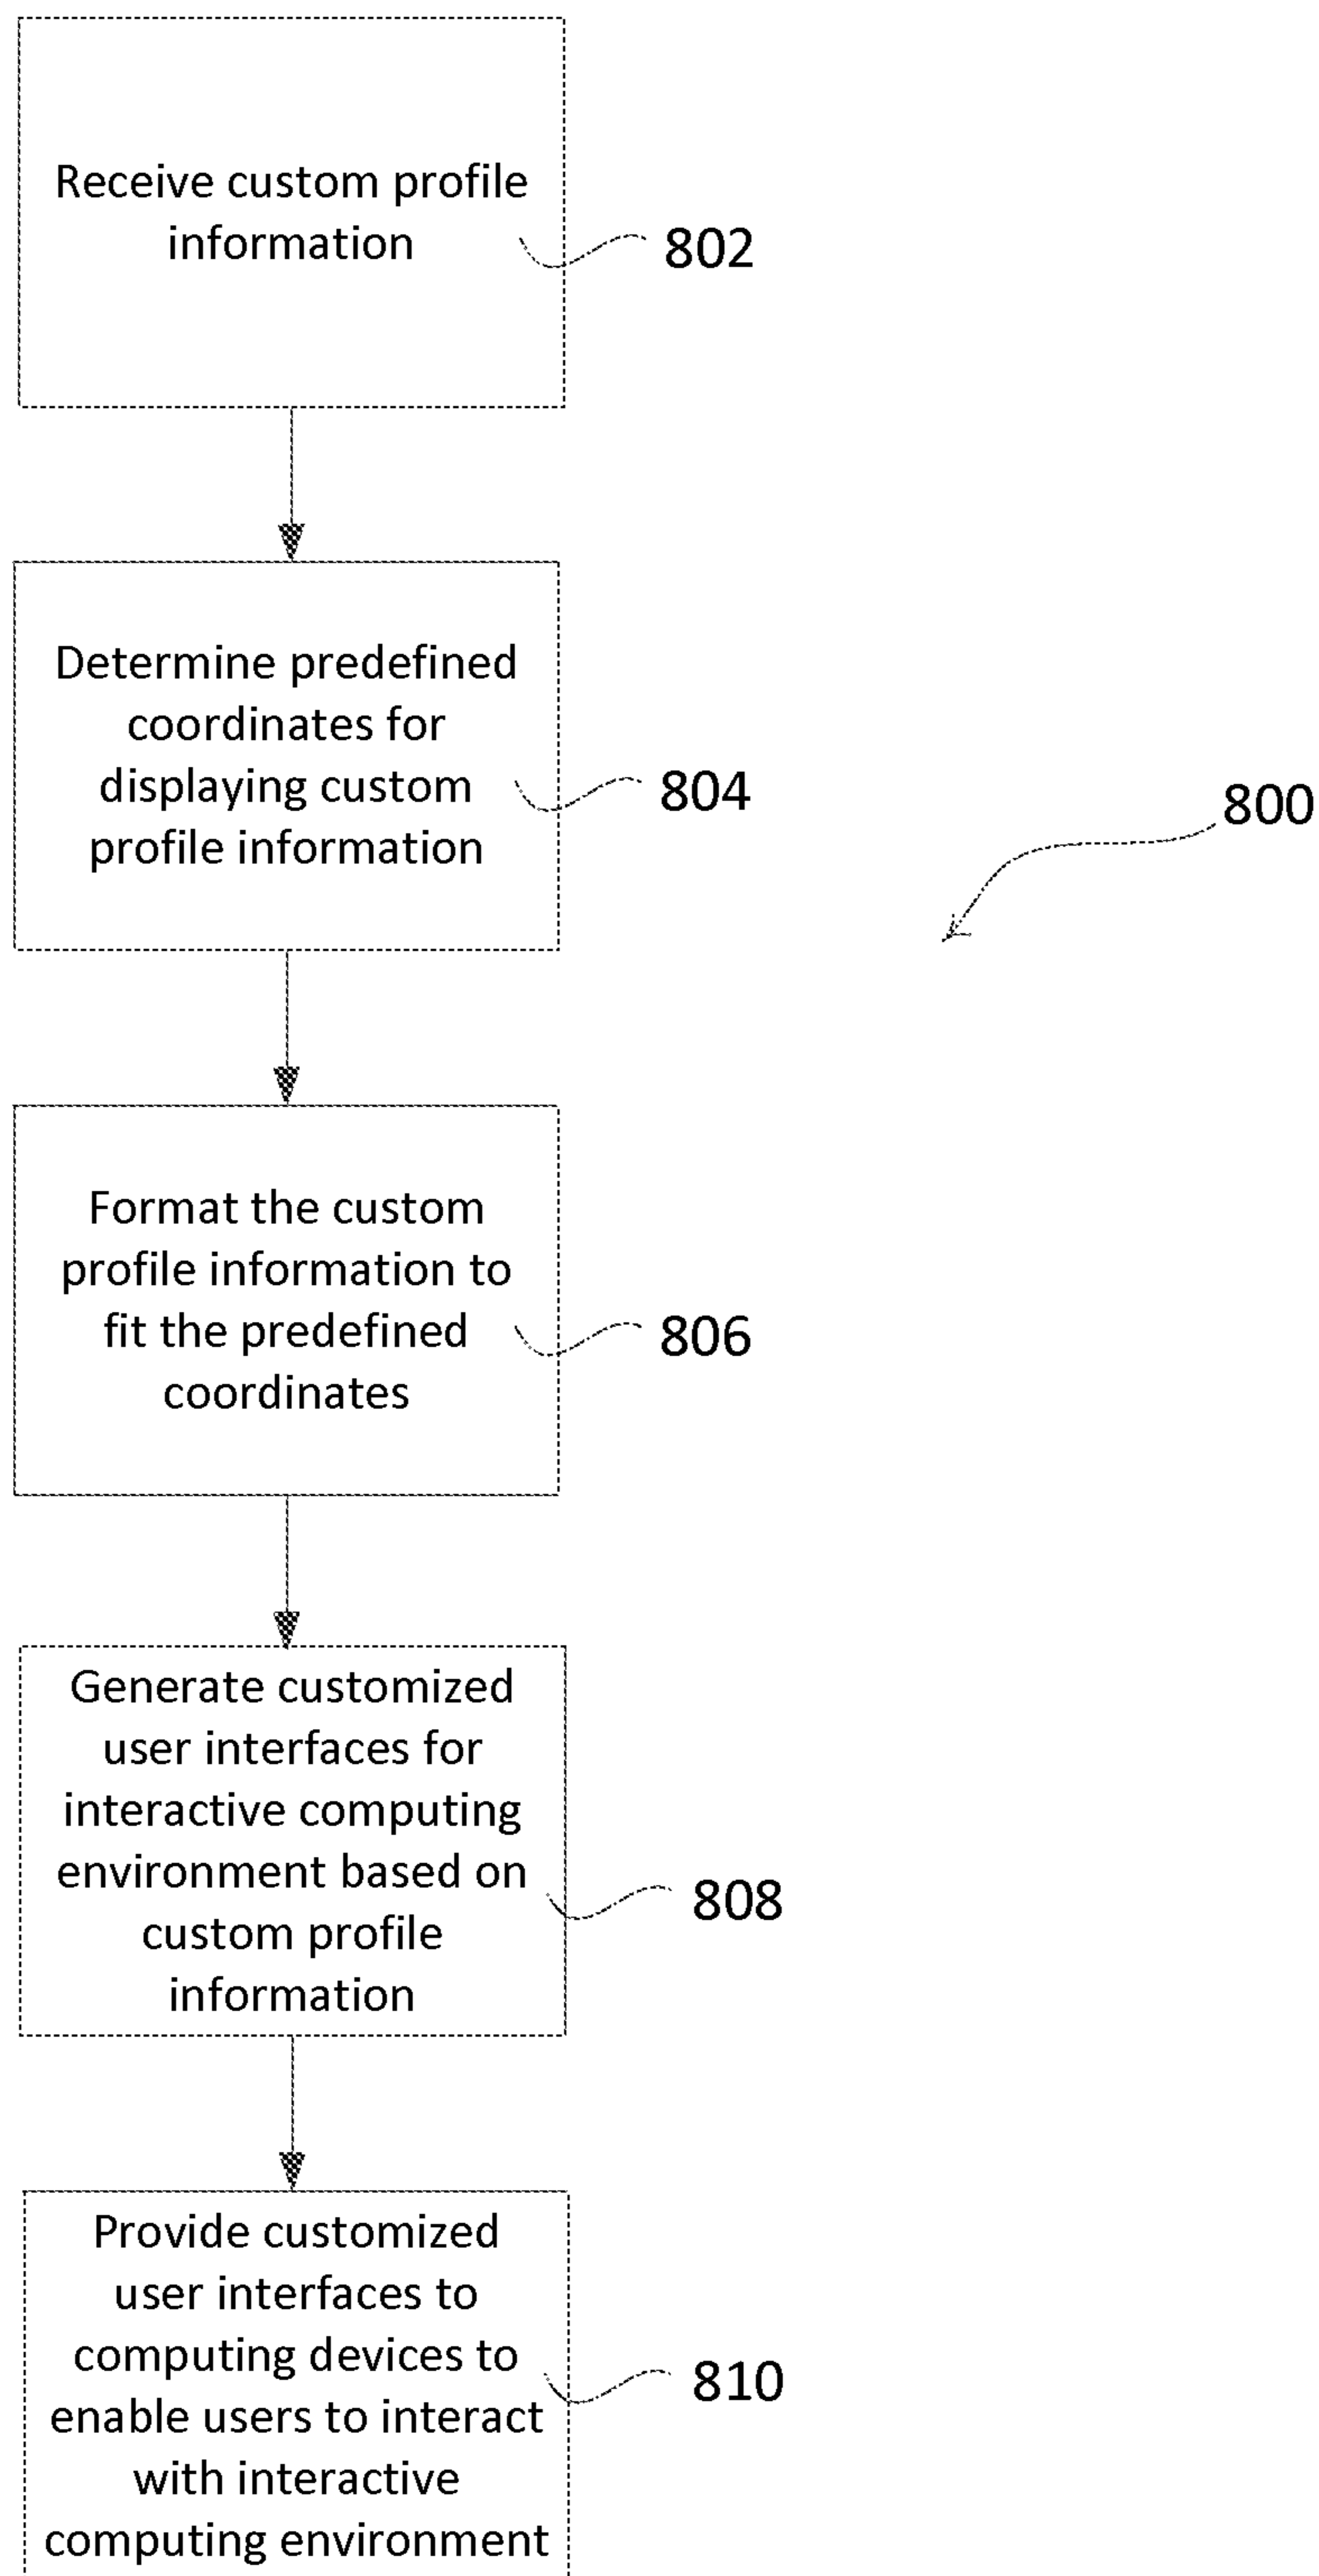 Receive custom profile
information
802
Determine predefined
coordinates for
displaying custom
profile information
804
800
Format the custom
profile information to
fit the predefined
coordinates
806
Generate customized
user interfaces for
interactive computing
environment based on
custom profile
information
808
Provide customized
user interfaces to
computing devices to
enable users to interact
with interactive
computing environment
810